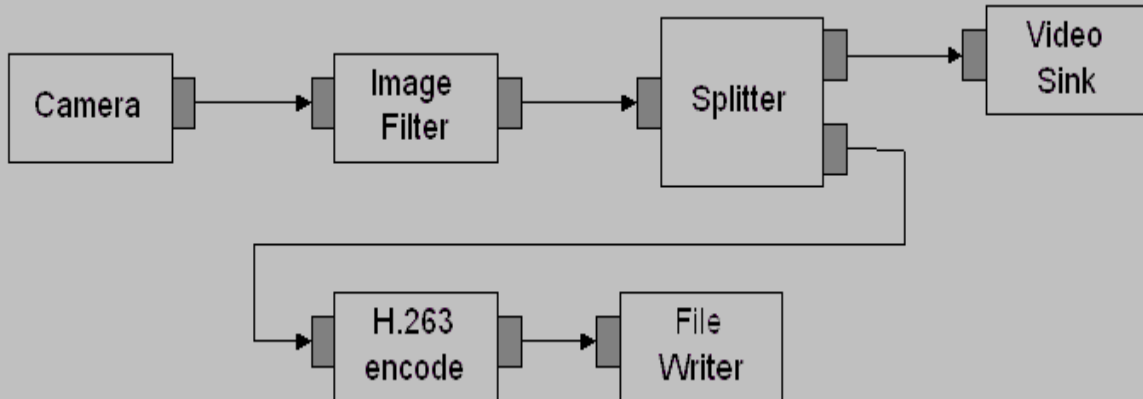 Camera
Image
Filter
Splitter
Video
Sink
H.263
encode
File
Writer